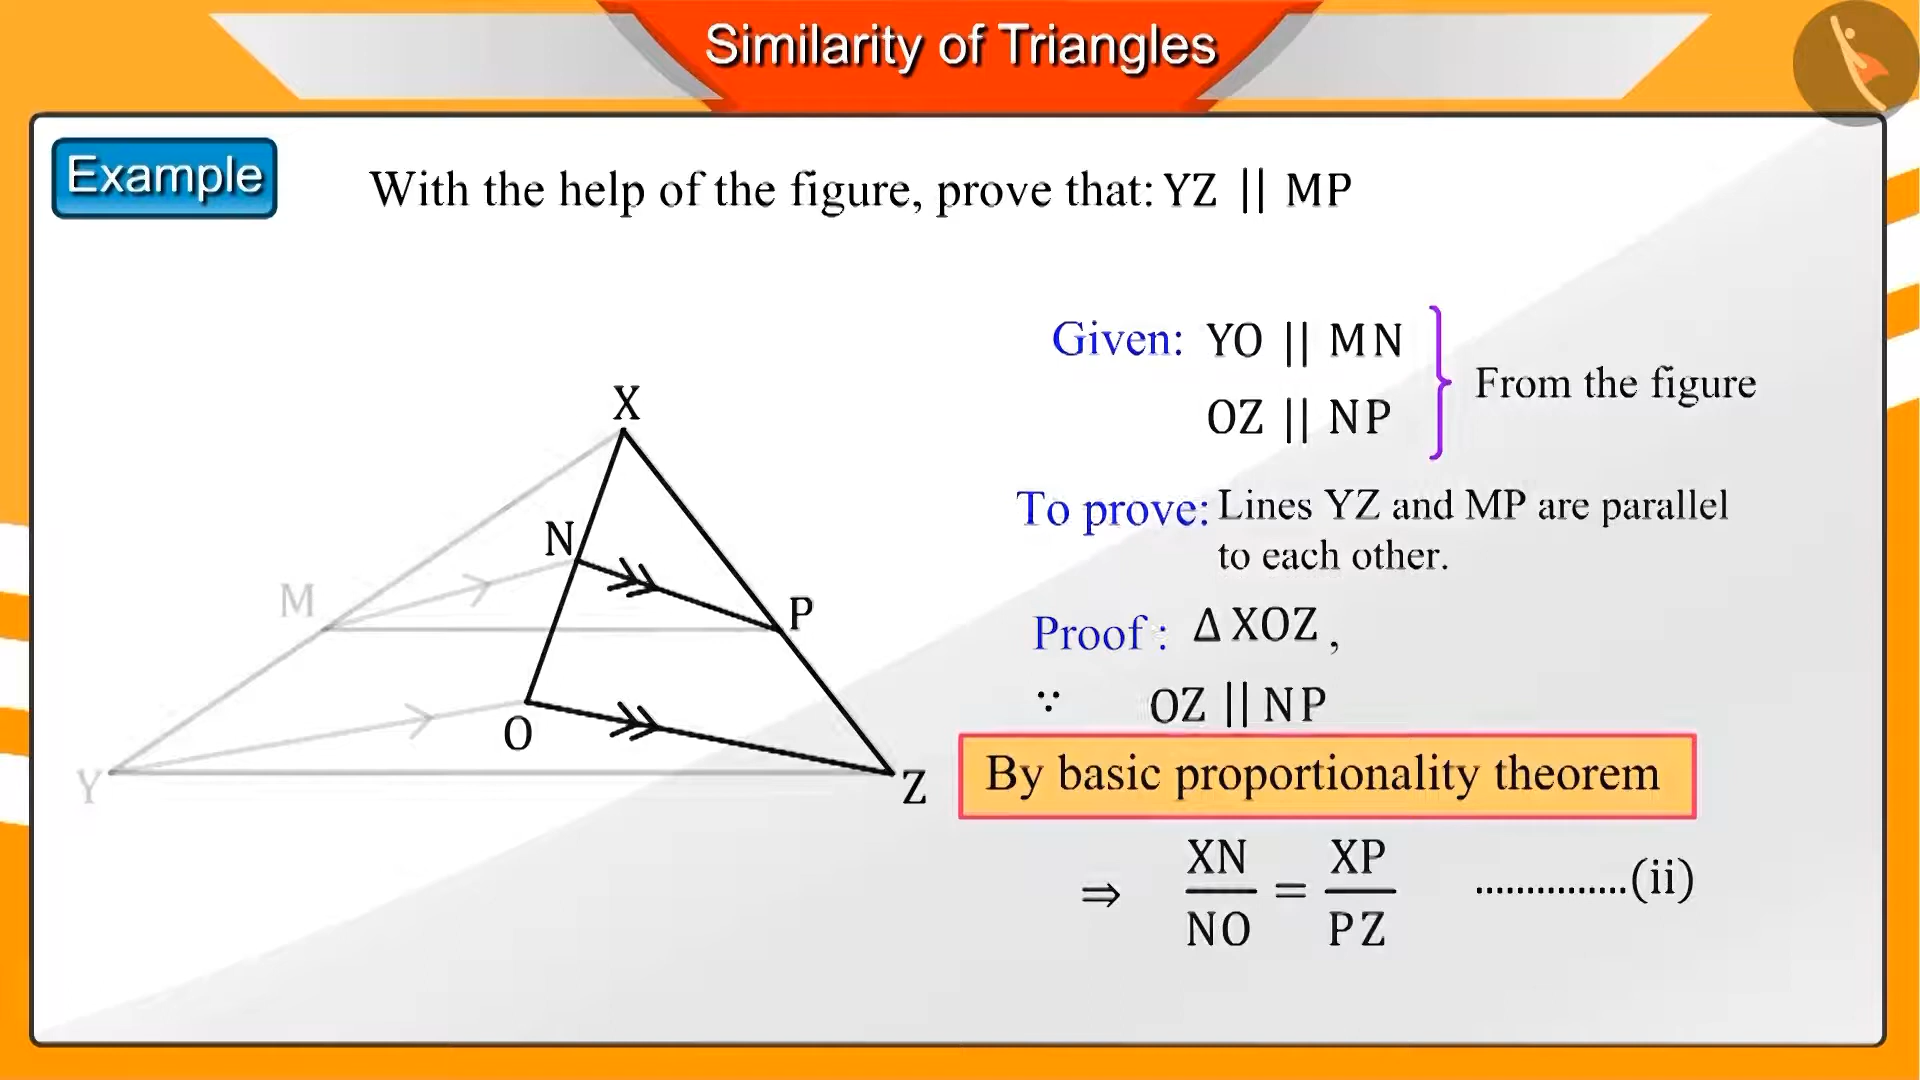 Similarity of Triangles
Example
With the help of the figure, prove that: YZ || MP
Given: YO || MN
OZ || NP
From the figure
To prove: Lines YZ and MP are parallel
to each other.
Proof : Δ XOZ ,
∵ OZ || NP
By basic proportionality theorem
⇒ XN/NO = XP/PZ ...............(ii)
X
N
M
P
O
Y
Z